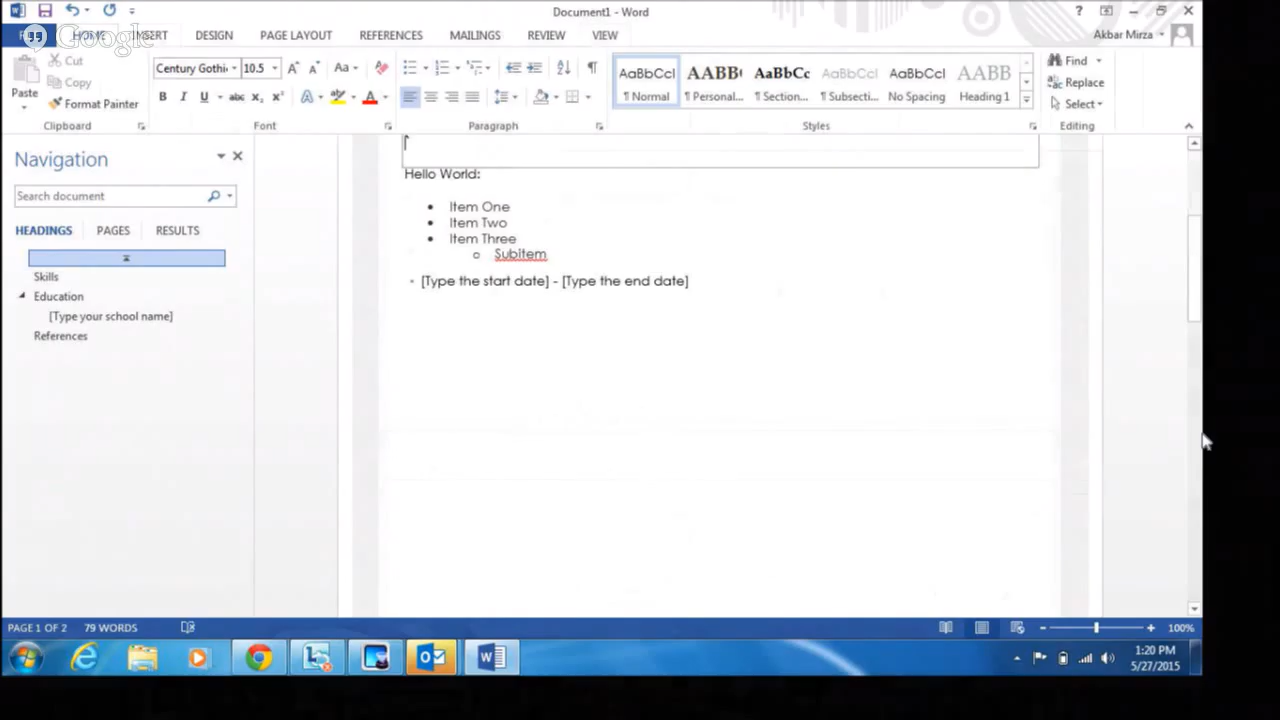 Document1 - Word
Google
HOME INSERT DESIGN PAGE LAYOUT REFERENCES MAILINGS REVIEW VIEW Akbar Mirza
Paste
Cut
Copy
Format Painter
Clipboard
Century Gothi 10.5
Font
Paragraph
AaBbCcI AABB AaBbCc AaBbCcI AaBbCcI AABB
¶ Normal ¶ Personal... ¶ Section... ¶ Subsecti... ¶ No Spacing Heading 1
Styles
Find
Replace
Select
Editing
Navigation
Search document
HEADINGS PAGES RESULTS
Skills
Education
[Type your school name]
References
Hello World:
• Item One
• Item Two
• Item Three
o SubItem
• [Type the start date] - [Type the end date]
PAGE 1 OF 2 79 WORDS 100%
1:20 PM
5/27/2015